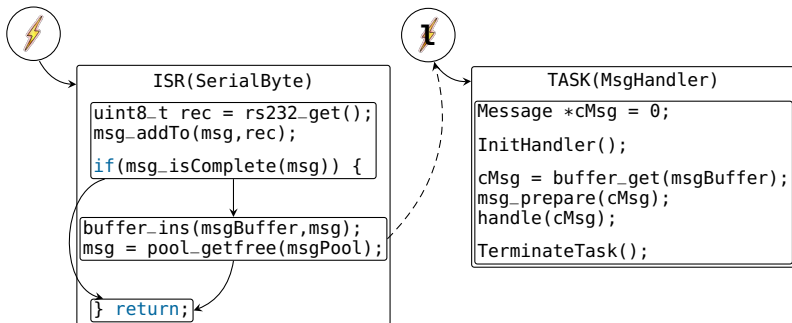 ISR(SerialByte)
uint8_t rec = rs232_get();
msg_addTo(msg,rec);
if(msg_isComplete(msg)) {
buffer_ins(msgBuffer,msg);
msg = pool_getfree(msgPool);
} return;
1
TASK(MsgHandler)
Message *cMsg = 0;
InitHandler();
cMsg = buffer_get(msgBuffer);
msg_prepare(cMsg);
handle(cMsg);
TerminateTask();